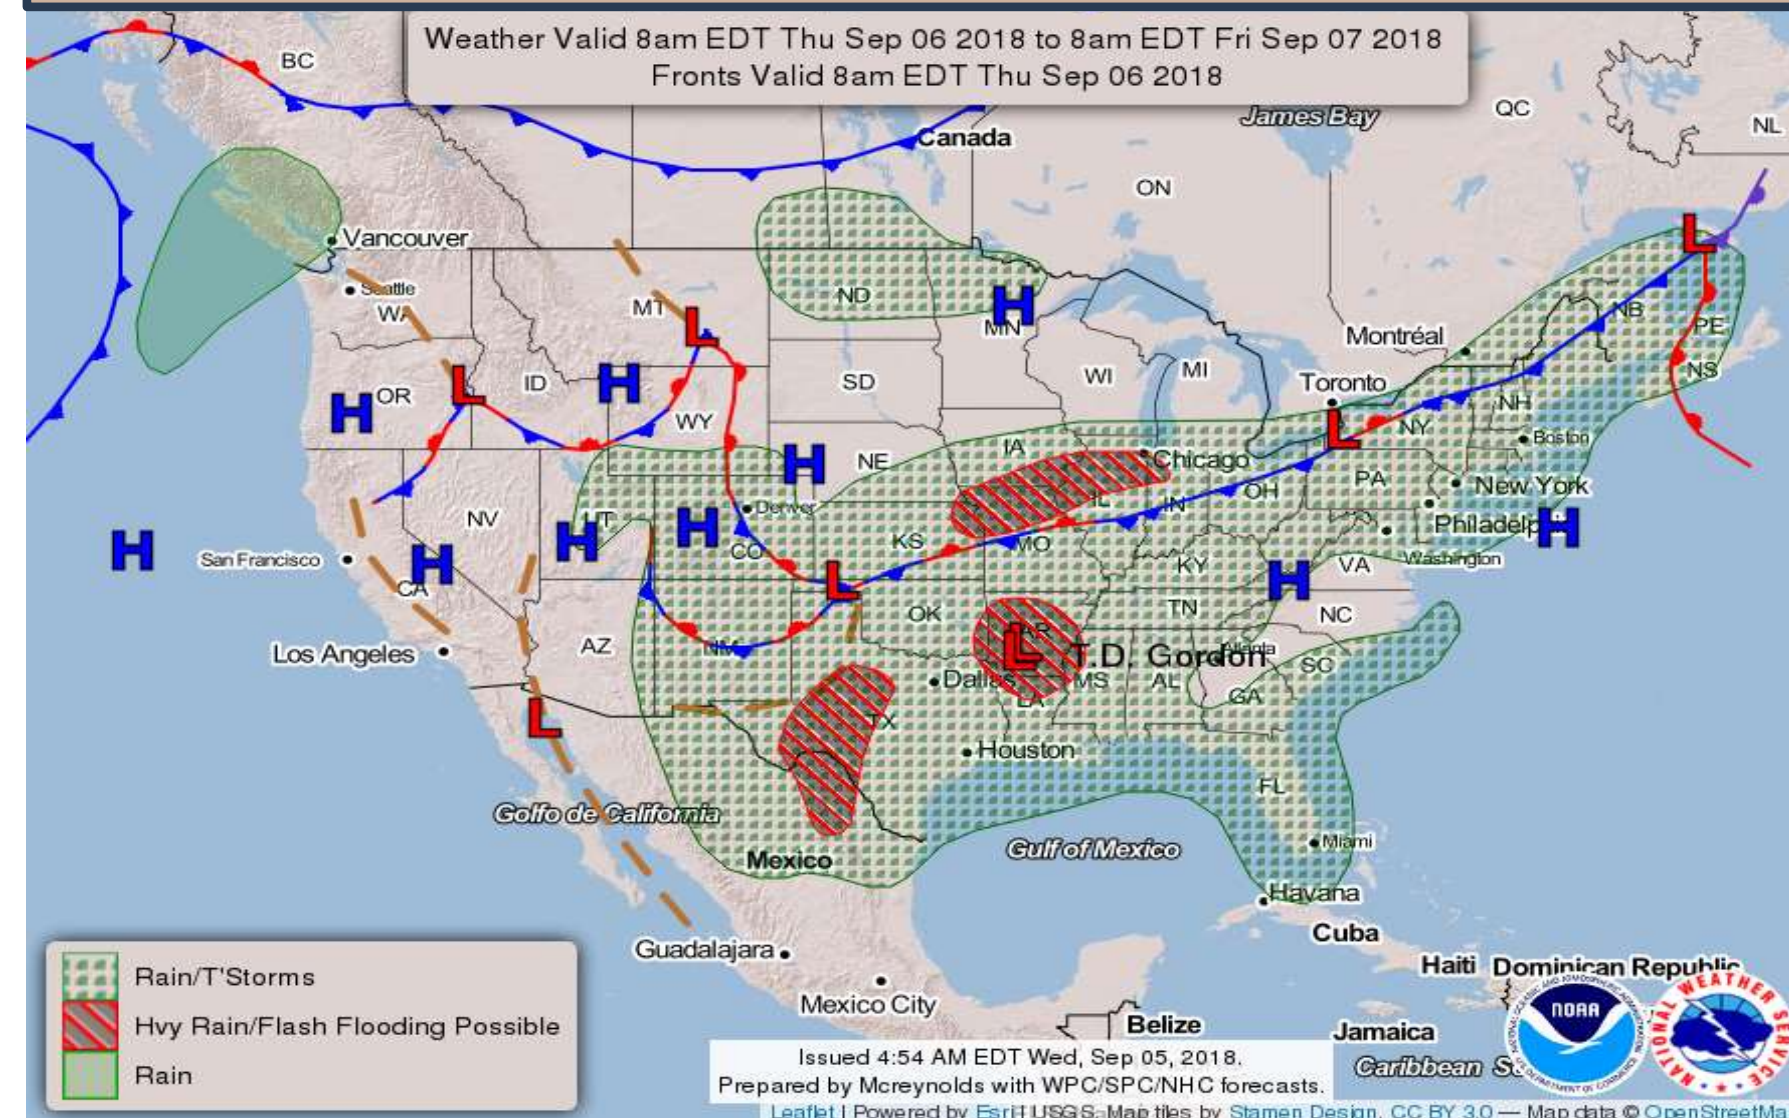 Weather Valid 8am EDT Thu Sep 06 2018 to 8am EDT Fri Sep 07 2018
Fronts Valid 8am EDT Thu Sep 06 2018
BC
James Bay
QC
NL
Canada
ON
Vancouver
Seattle
WA
MT
ND
MN
L
H
NB
PE
NS
Montréal
Toronto
OR
ID
WY
SD
WI
MI
NH
NY
Boston
NE
IA
Chicago
IL
IN
OH
PA
New York
Philadelp
Washington
NV
UT
Denver
CO
KS
MO
KY
VA
San Francisco
CA
OK
TN
NC
Los Angeles
AZ
NM
AR
T.D. Gordon
Atlanta
SC
Dallas
LA
MS
AL
GA
TX
Houston
FL
Golfo de California
Gulf of Mexico
Miami
Mexico
Havana
Cuba
Guadalajara
Haiti
Dominican Republic
Mexico City
Belize
Jamaica
Caribbean S
Rain/T'Storms
Hvy Rain/Flash Flooding Possible
Rain
Issued 4:54 AM EDT Wed, Sep 05, 2018.
Prepared by Mcreynolds with WPC/SPC/NHC forecasts.
Leaflet | Powered by Esri | USGS, Map tiles by Stamen Design, CC BY 3.0 — Map data © OpenStreetMa
NOAA
NATIONAL WEATHER SERVICE